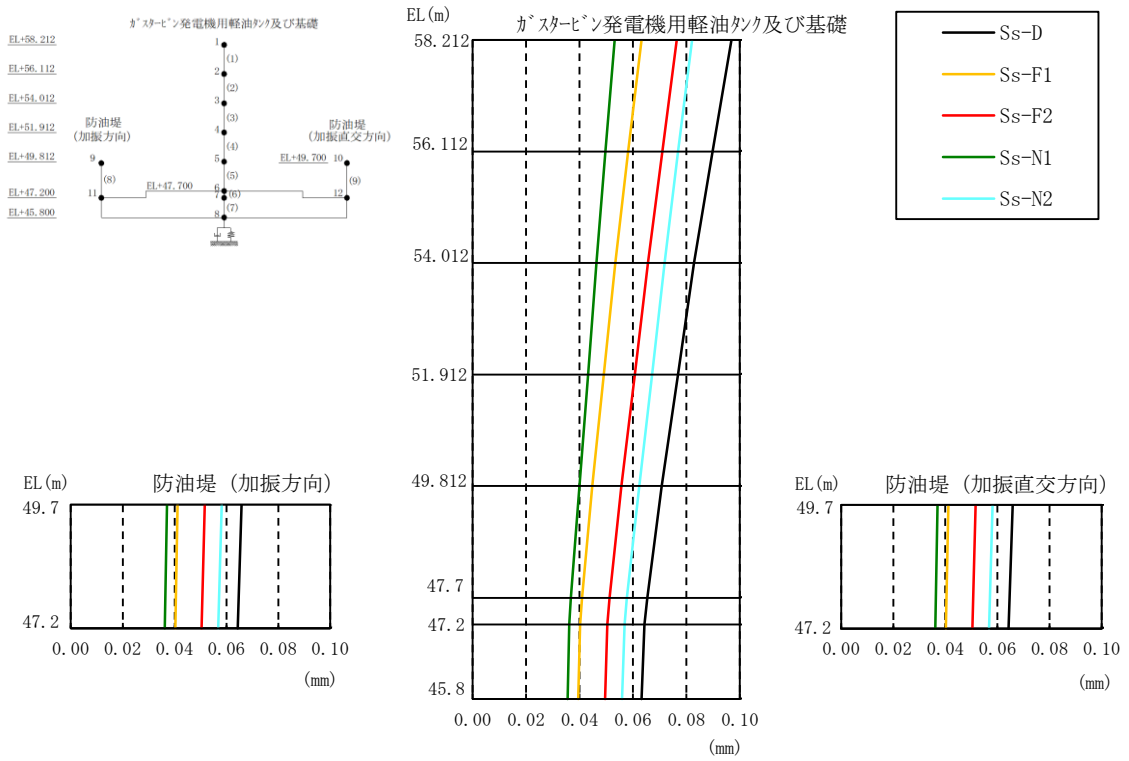 ｶﾞｽﾀｰﾋﾞﾝ発電機用軽油ﾀﾝｸ及び基礎
EL+58.212
EL+56.112
EL+54.012
EL+51.912
EL+49.812
EL+47.200
EL+45.800
1
(1)
2
(2)
3
(3)
4
(4)
5
(5)
6
(6)
7
(7)
8
防油堤
(加振方向)
9
(8)
11
EL+47.700
防油堤
(加振直交方向)
EL+49.700
10
(9)
12
EL(m)
ｶﾞｽﾀｰﾋﾞﾝ発電機用軽油ﾀﾝｸ及び基礎
58.212
56.112
54.012
51.912
49.812
47.7
47.2
45.8
0.00 0.02 0.04 0.06 0.08 0.10
(mm)
Ss-D
Ss-F1
Ss-F2
Ss-N1
Ss-N2
EL(m)
防油堤（加振方向）
49.7
47.2
0.00 0.02 0.04 0.06 0.08 0.10
(mm)
EL(m)
防油堤（加振直交方向）
49.7
47.2
0.00 0.02 0.04 0.06 0.08 0.10
(mm)